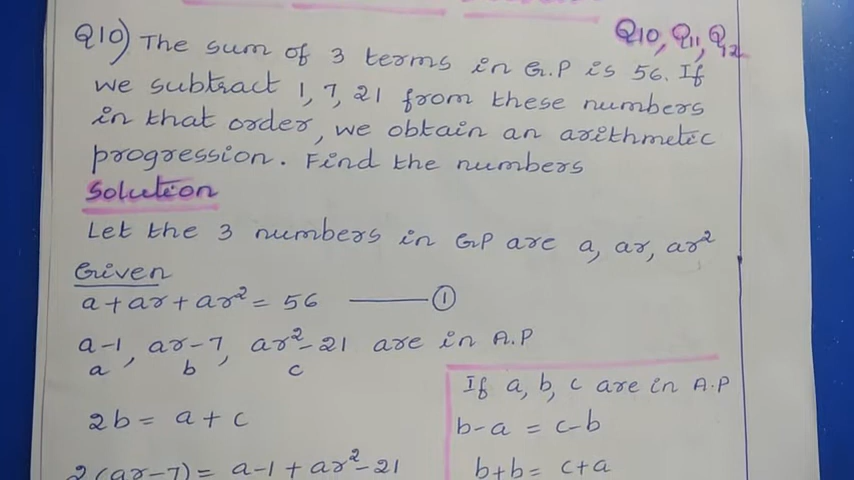 Q10, Q11, Q12
Q10) The sum of 3 terms in G.P is 56. If
we subtract 1, 7, 21 from these numbers
in that order, we obtain an arithmetic
progression. Find the numbers
Solution
Let the 3 numbers in GP are a, ar, ar²
Given
a + ar + ar² = 56 ——— ①
a-1, ar-7, ar²-21 are in A.P
a b c
2b = a + c
2(ar-7) = a-1 + ar²-21
If a, b, c are in A.P
b-a = c-b
b+b = c+a